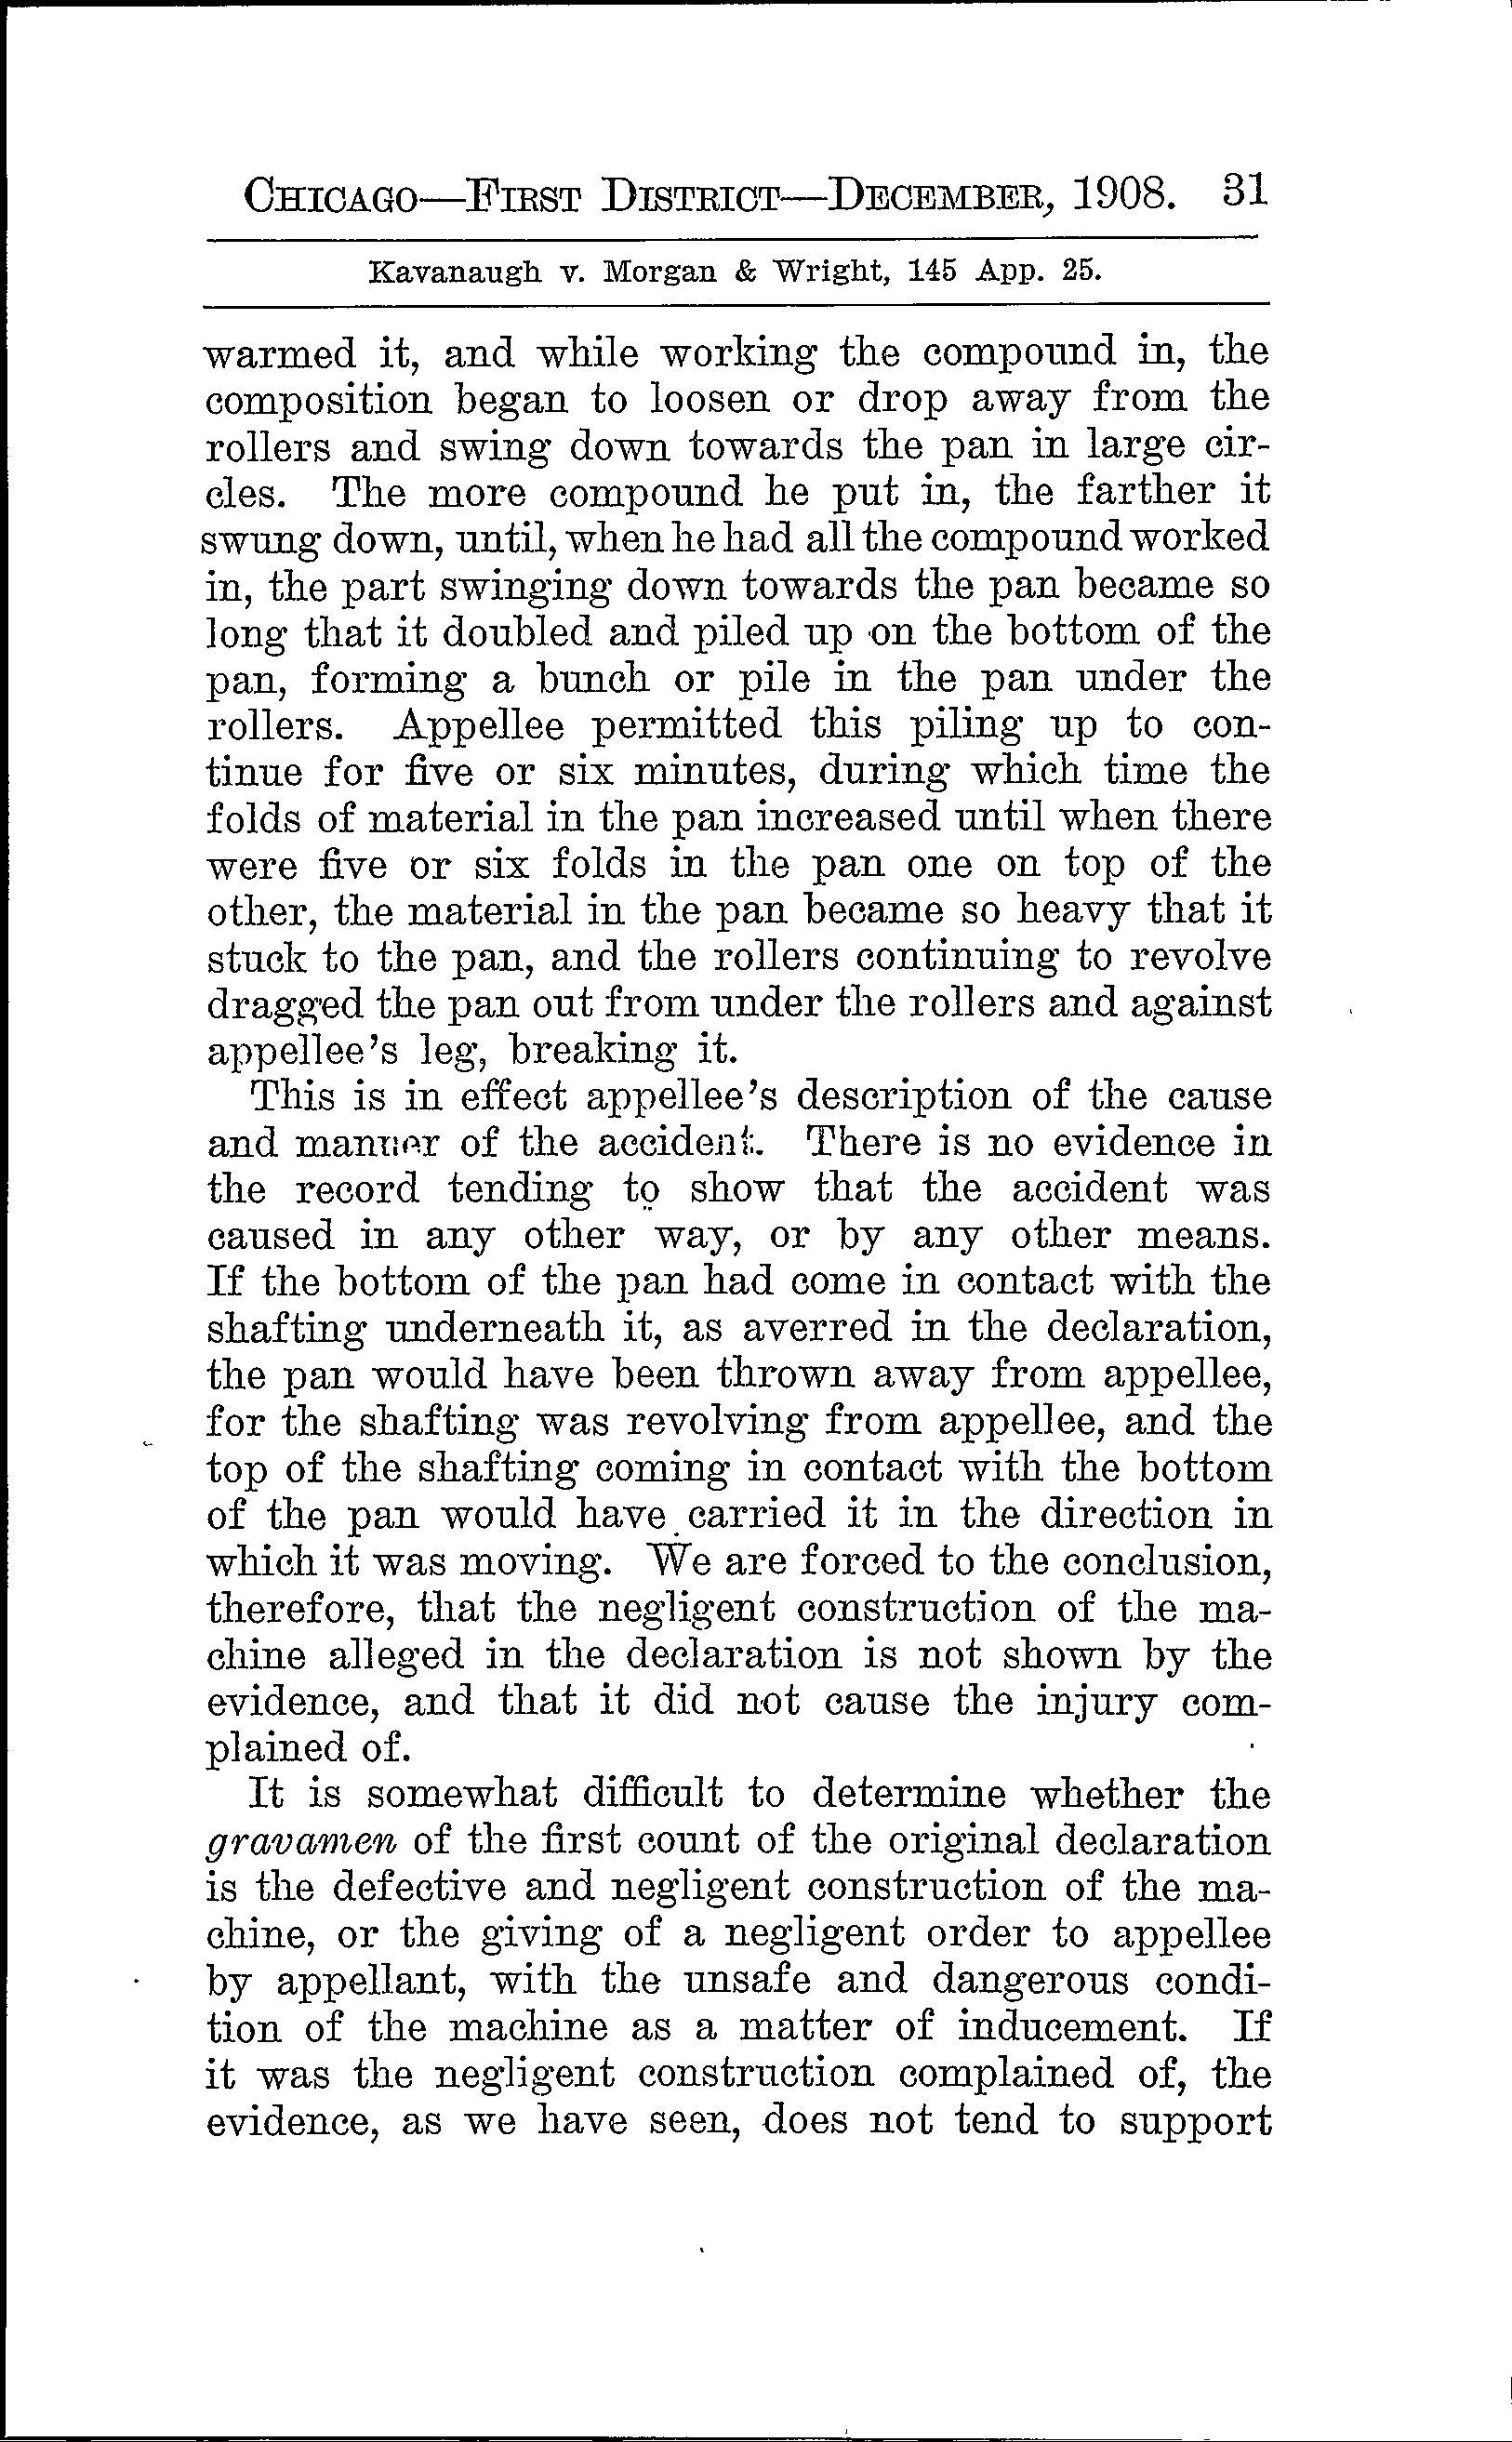 CHICAGO—FIRST DISTRICT—DECEMBER, 1908. 31
Kavanaugh v. Morgan & Wright, 145 App. 25.
warmed it, and while working the compound in, the
composition began to loosen or drop away from the
rollers and swing down towards the pan in large cir-
cles. The more compound he put in, the farther it
swung down, until, when he had all the compound worked
in, the part swinging down towards the pan became so
long that it doubled and piled up on the bottom of the
pan, forming a bunch or pile in the pan under the
rollers. Appellee permitted this piling up to con-
tinue for five or six minutes, during which time the
folds of material in the pan increased until when there
were five or six folds in the pan one on top of the
other, the material in the pan became so heavy that it
stuck to the pan, and the rollers continuing to revolve
dragged the pan out from under the rollers and against
appellee's leg, breaking it.
This is in effect appellee's description of the cause
and manner of the accident. There is no evidence in
the record tending to show that the accident was
caused in any other way, or by any other means.
If the bottom of the pan had come in contact with the
shafting underneath it, as averred in the declaration,
the pan would have been thrown away from appellee,
for the shafting was revolving from appellee, and the
top of the shafting coming in contact with the bottom
of the pan would have carried it in the direction in
which it was moving. We are forced to the conclusion,
therefore, that the negligent construction of the ma-
chine alleged in the declaration is not shown by the
evidence, and that it did not cause the injury com-
plained of.
It is somewhat difficult to determine whether the
gravamen of the first count of the original declaration
is the defective and negligent construction of the ma-
chine, or the giving of a negligent order to appellee
by appellant, with the unsafe and dangerous condi-
tion of the machine as a matter of inducement. If
it was the negligent construction complained of, the
evidence, as we have seen, does not tend to support